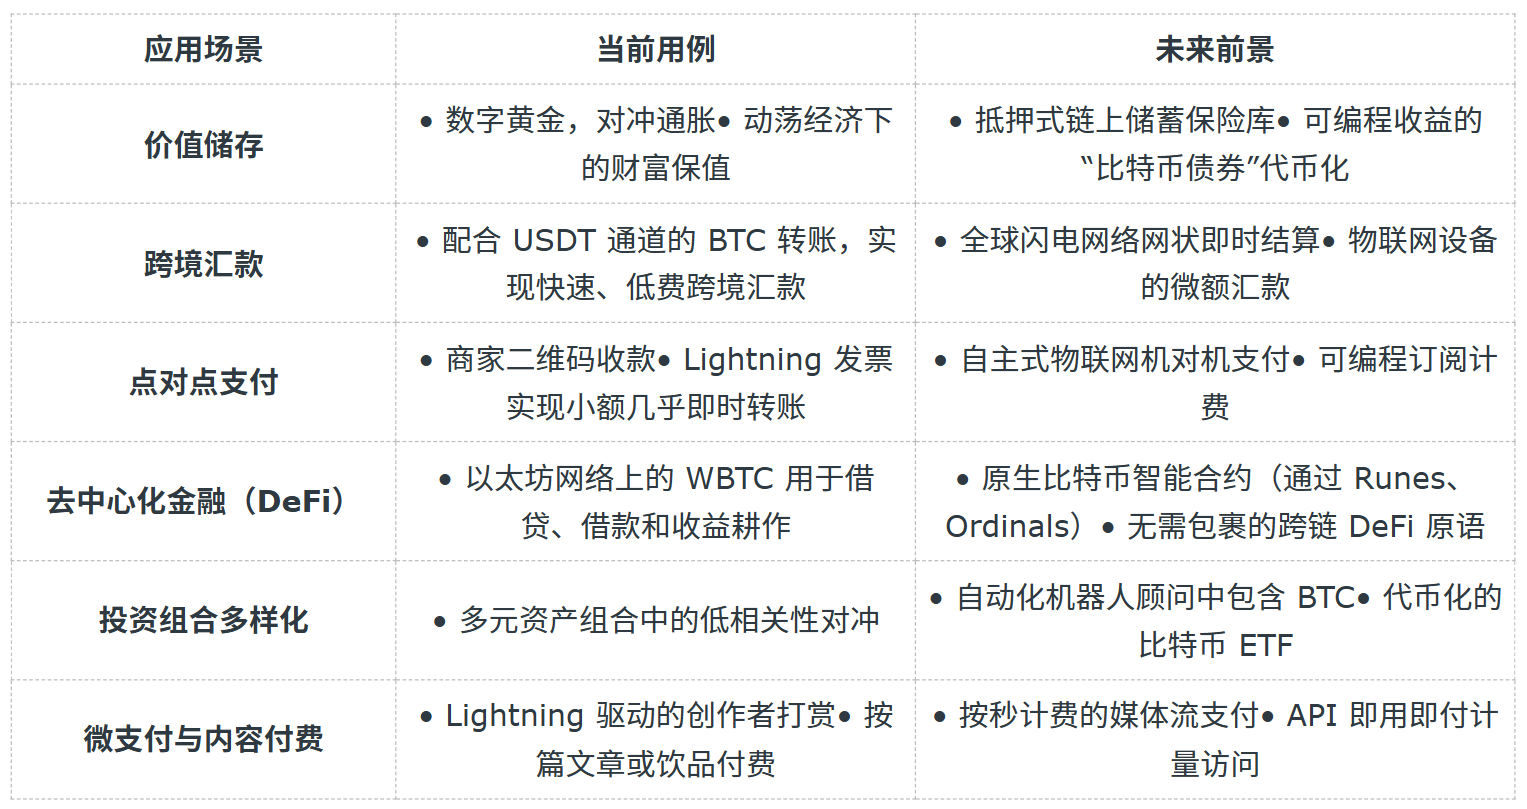 应用场景
当前用例
未来前景
价值储存
• 数字黄金，对冲通胀• 动荡经济下
的财富保值
• 抵押式链上储蓄保险库• 可编程收益的
“比特币债券”代币化
跨境汇款
• 配合 USDT 通道的 BTC 转账，实
现快速、低费跨境汇款
• 全球闪电网络网状即时结算• 物联网设备
的微额汇款
点对点支付
• 商家二维码收款• Lightning 发票
实现小额几乎即时转账
• 自主式物联网机对机支付• 可编程订阅计
费
去中心化金融（DeFi）
• 以太坊网络上的 WBTC 用于借
贷、借款和收益耕作
• 原生比特币智能合约（通过 Runes、
Ordinals）• 无需包裹的跨链 DeFi 原语
投资组合多样化
• 多元资产组合中的低相关性对冲
• 自动化机器人顾问中包含 BTC• 代币化的
比特币 ETF
微支付与内容付费
• Lightning 驱动的创作者打赏• 按
篇文章或饮品付费
• 按秒计费的媒体流支付• API 即用即付计
量访问